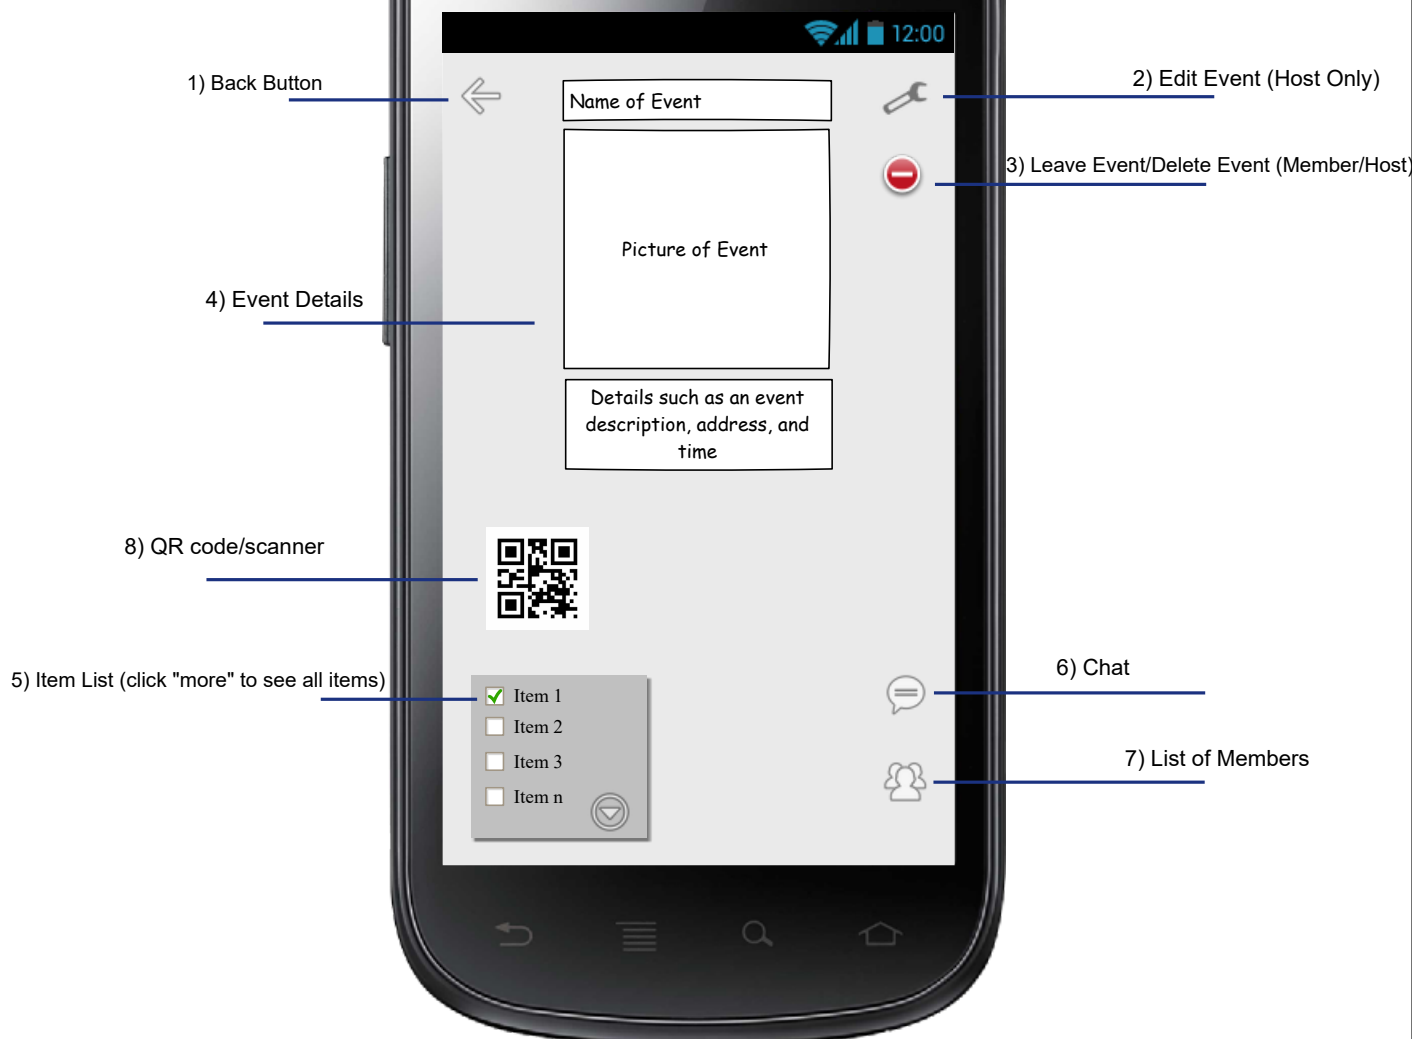 12:00
1) Back Button
2) Edit Event (Host Only)
Name of Event
3) Leave Event/Delete Event (Member/Host)
Picture of Event
4) Event Details
Details such as an event
description, address, and
time
8) QR code/scanner
5) Item List (click "more" to see all items)
Item 1
Item 2
Item 3
Item n
6) Chat
7) List of Members